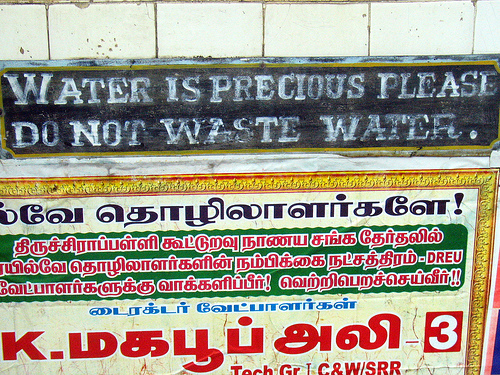 WATER IS PRECIOUS PLEASE
DO NOT WASTE WATER.
ல்வே தொழிலாளர்களே!
திருச்சிராப்பள்ளி கூட்டுறவு நாணய சங்க தேர்தலில்
ரயில்வே தொழிலாளர்களின் நம்பிக்கை நட்சத்திரம் - DREU
வேட்பாளர்களுக்கு வாக்களிப்பீர்! வெற்றிபெறச்செய்வீர்!!
டைரக்டர் வேட்பாளர்கள்
K.மகபூப் அலி - 3
Tech.Gr I C&W/SRR